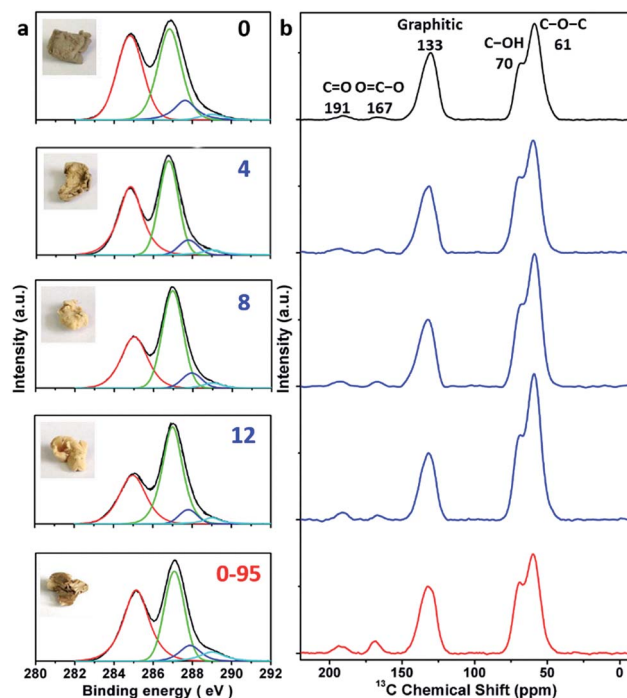 a
0
4
8
12
0-95
Intensity (a.u.)
280 282 284 286 288 290 292
Binding energy ( eV )
b
Graphitic
133
C=O
191
O=C-O
167
C-OH
70
C-O-C
61
Intensity (a.u.)
200 150 100 50 0
13C Chemical Shift (ppm)